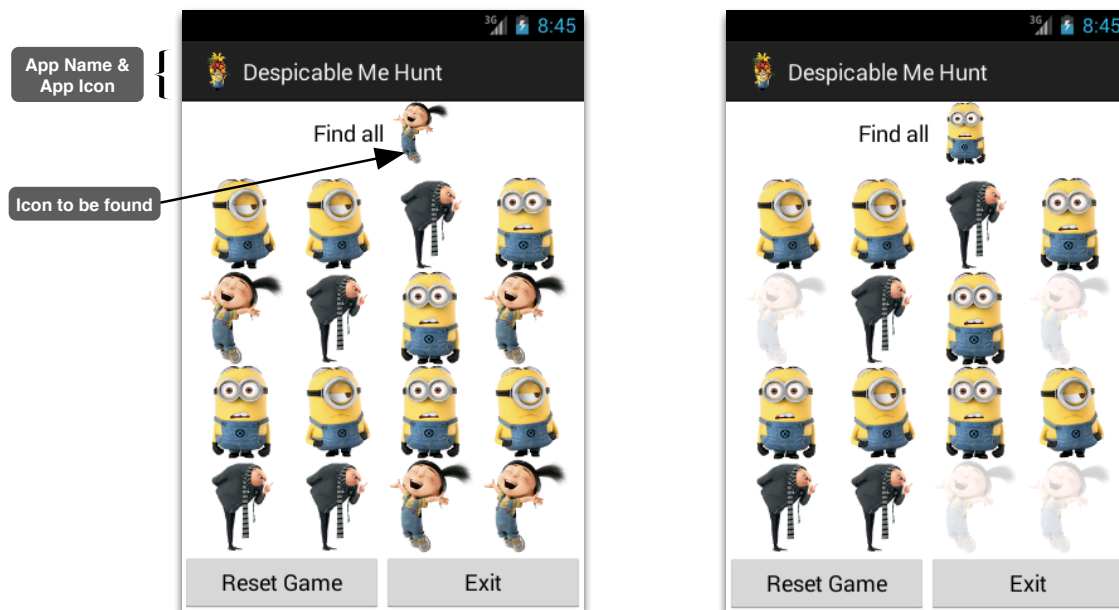 3G 8:45
App Name &
App Icon
Despicable Me Hunt
Find all
Icon to be found
Reset Game Exit
3G 8:45
Despicable Me Hunt
Find all
Reset Game Exit